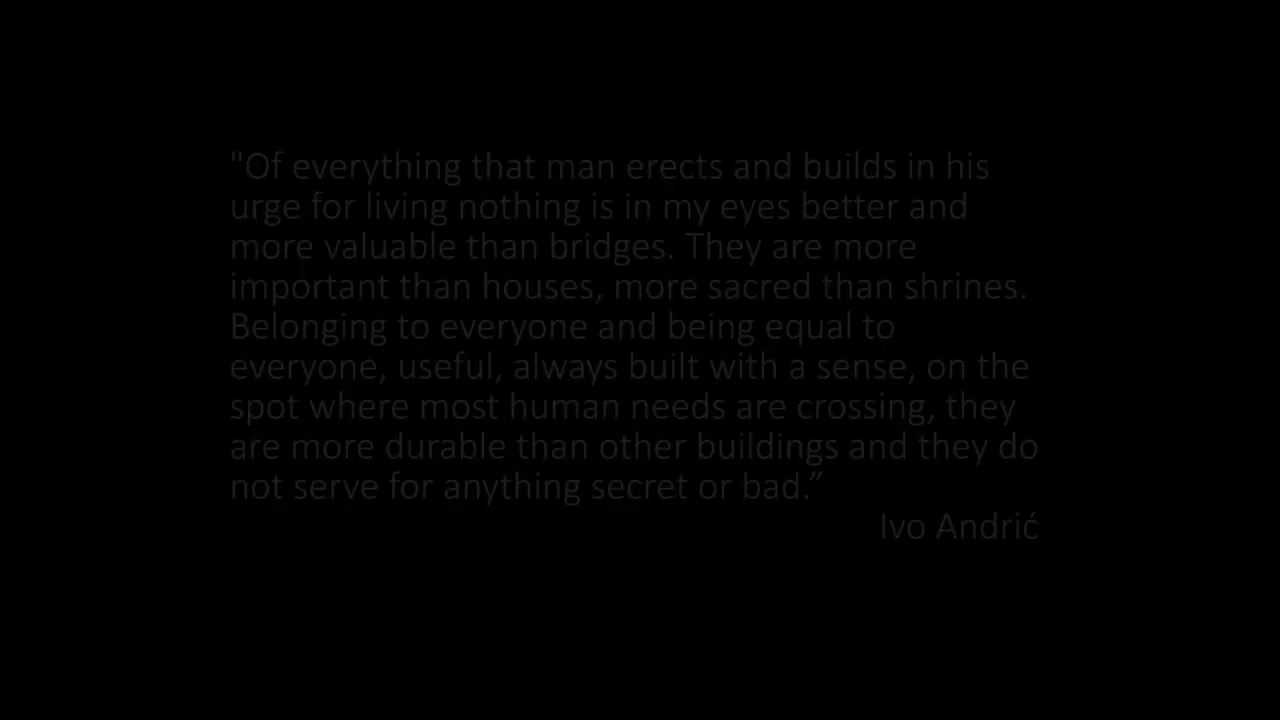 "Of everything that man erects and builds in his
urge for living nothing is in my eyes better and
more valuable than bridges. They are more
important than houses, more sacred than shrines.
Belonging to everyone and being equal to
everyone, useful, always built with a sense, on the
spot where most human needs are crossing, they
are more durable than other buildings and they do
not serve for anything secret or bad.”
Ivo Andrić